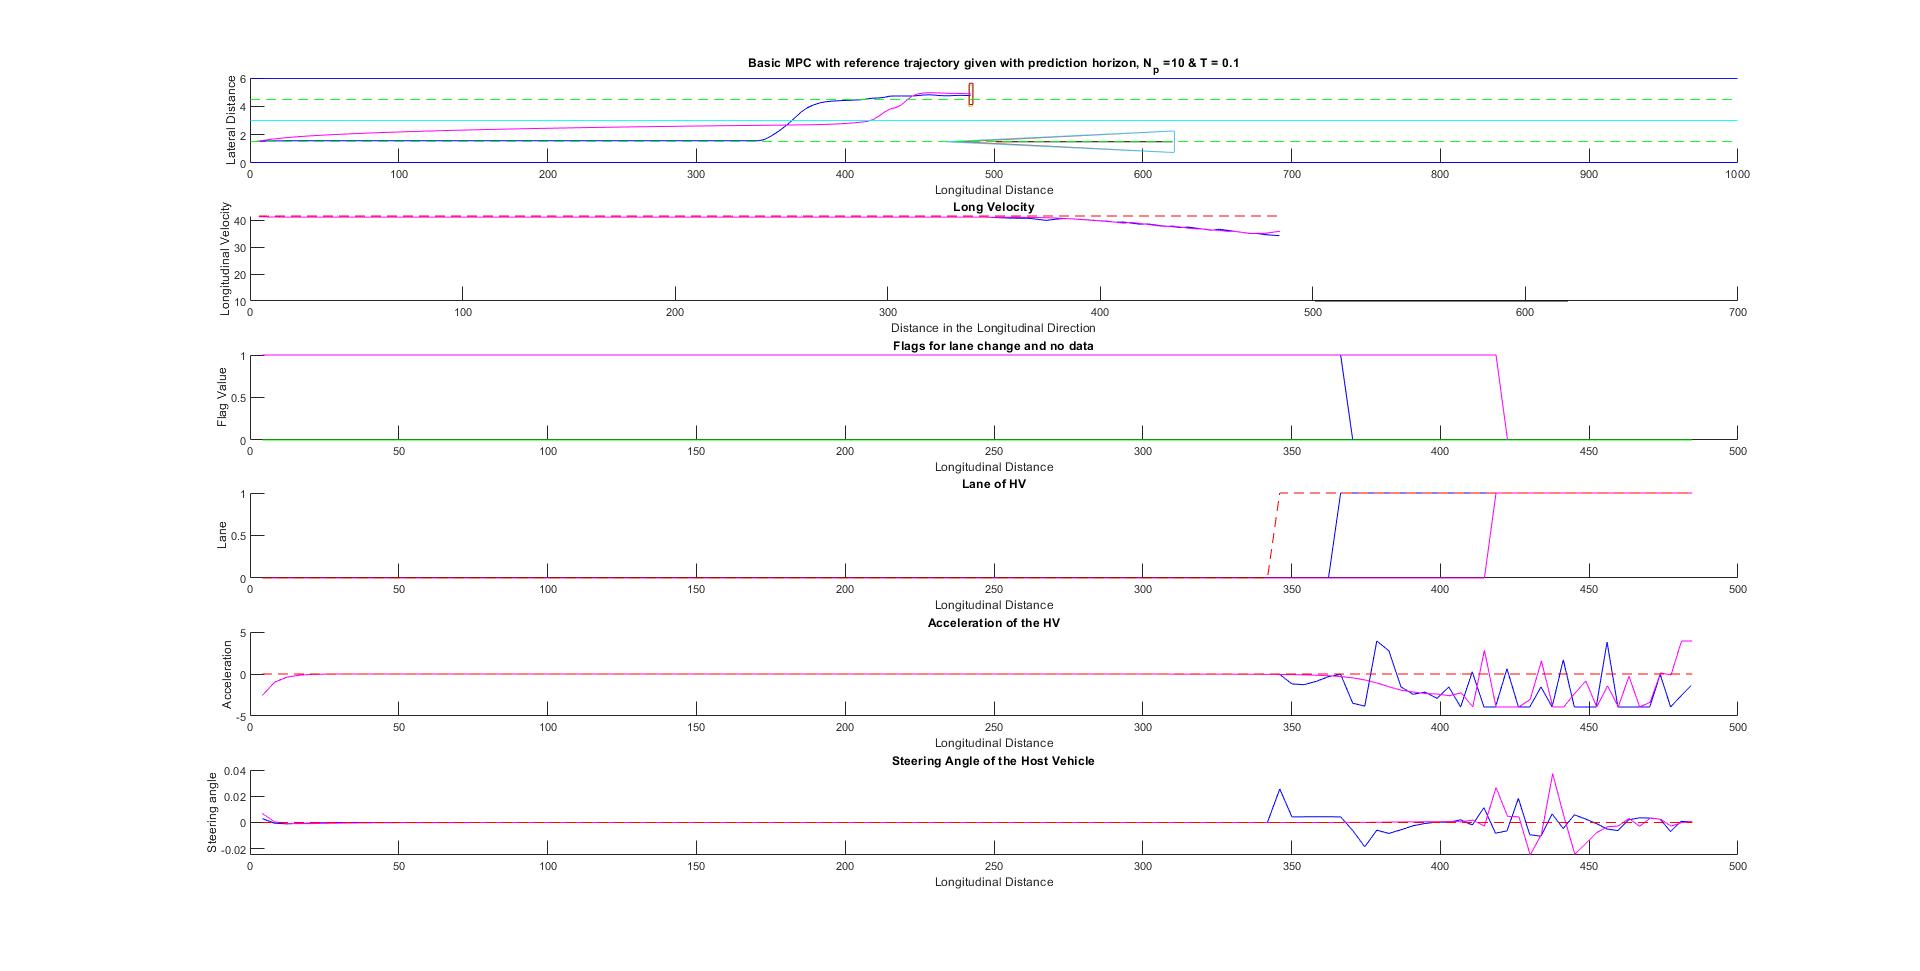 Basic MPC with reference trajectory given with prediction horizon, Np =10 & T = 0.1
Lateral Distance
6
4
2
0
0 100 200 300 400 500 600 700 800 900 1000
Longitudinal Distance
Long Velocity
Longitudinal Velocity
40
30
20
10
0 100 200 300 400 500 600 700
Distance in the Longitudinal Direction
Flags for lane change and no data
Flag Value
1
0.5
0
0 50 100 150 200 250 300 350 400 450 500
Longitudinal Distance
Lane of HV
Lane
1
0.5
0
0 50 100 150 200 250 300 350 400 450 500
Longitudinal Distance
Acceleration of the HV
Acceleration
5
0
-5
0 50 100 150 200 250 300 350 400 450 500
Longitudinal Distance
Steering Angle of the Host Vehicle
Steering angle
0.04
0.02
0
-0.02
0 50 100 150 200 250 300 350 400 450 500
Longitudinal Distance